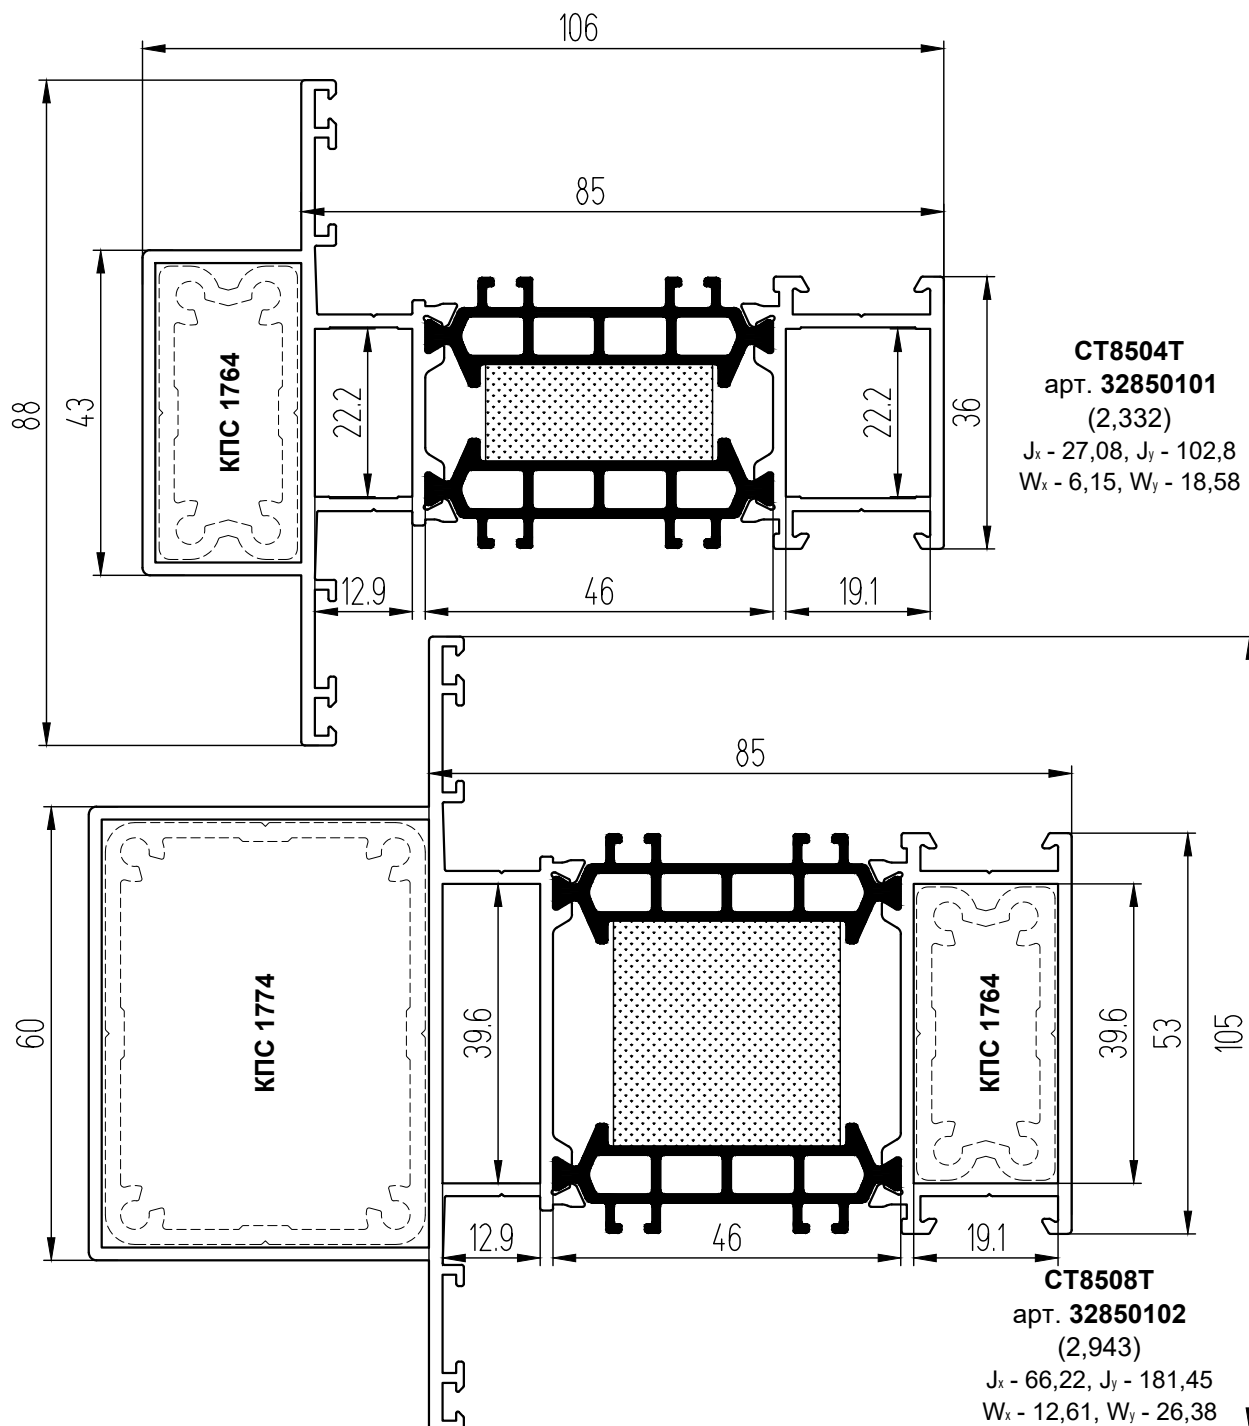 106
85
88
43
КПС 1764
22.2
22.2
36
12.9
46
19.1
СТ8504Т
арт. 32850101
(2,332)
Jx - 27,08, Jy - 102,8
Wx - 6,15, Wy - 18,58
85
60
КПС 1774
39.6
КПС 1764
39.6
53
105
12.9
46
19.1
СТ8508Т
арт. 32850102
(2,943)
Jx - 66,22, Jy - 181,45
Wx - 12,61, Wy - 26,38